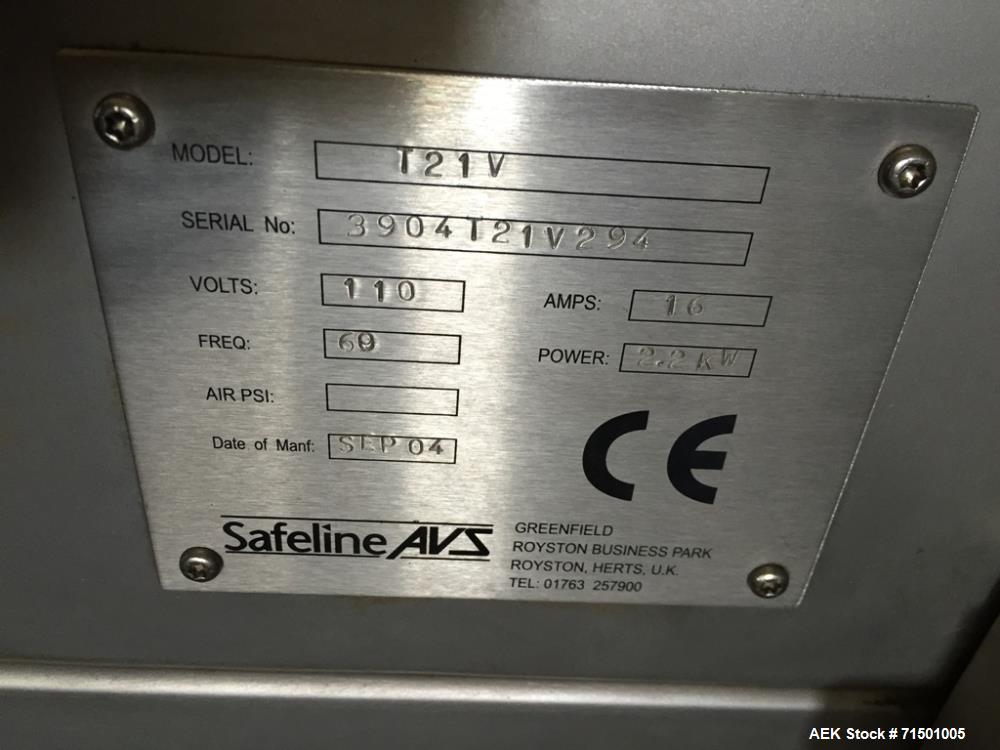 MODEL: T21V
SERIAL No: 3904T21V294
VOLTS: 110 AMPS: 16
FREQ: 60 POWER: 2.2KW
AIR PSI:
Date of Manf: SEP 04
CE
Safeline AVS
GREENFIELD
ROYSTON BUSINESS PARK
ROYSTON, HERTS, U.K.
TEL: 01763 257900
AEK Stock # 71501005